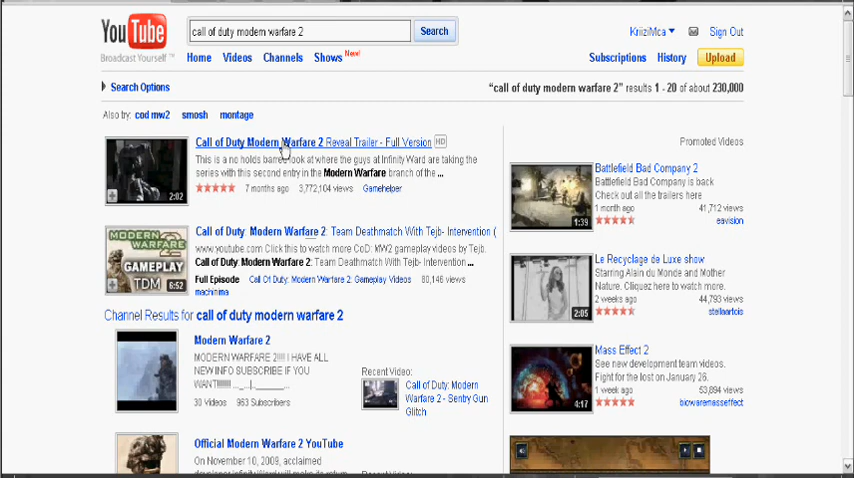 YouTube
Broadcast Yourself™
call of duty modern warfare 2
Search
KriiziMca
Sign Out
Home Videos Channels Shows New!
Subscriptions History Upload
Search Options
"call of duty modern warfare 2" results 1 - 20 of about 230,000
Also try: cod mw2 smosh montage
Call of Duty Modern Warfare 2 Reveal Trailer - Full Version HD
This is a no holds barred look at where the guys at Infinity Ward are taking the
series with this second entry in the Modern Warfare branch of the ...
7 months ago 3,772,104 views Gamehelper
2:02
Call of Duty: Modern Warfare 2: Team Deathmatch With Tejb- Intervention (
www.youtube.com Click this to watch more CoD: MW2 gameplay videos by Tejb.
Call of Duty: Modern Warfare 2: Team Deathmatch With Tejb- Intervention ...
Full Episode Call Of Duty: Modern Warfare 2: Gameplay Videos 80,146 views
machinima
MODERN
WARFARE
2
GAMEPLAY
TDM
6:52
Channel Results for call of duty modern warfare 2
Modern Warfare 2
MODERN WARFARE 2!!!! I HAVE ALL
NEW INFO SUBSCRIBE IF YOU
30 Videos 963 Subscribers
Recent Video:
Call of Duty: Modern
Warfare 2 - Sentry Gun
Glitch
Official Modern Warfare 2 YouTube
On November 10, 2009, acclaimed
developer Infinity Ward will make its return
Recent Video:
Promoted Videos
Battlefield Bad Company 2
Battlefield Bad Company is back
Check out all the trailers here
1 month ago 41,712 views
eavision
1:39
Le Recyclage de Luxe show
Starring Alain du Monde and Mother
Nature. Cliquez here to watch more.
2 weeks ago 44,793 views
stellaartois
2:05
Mass Effect 2
See new development team videos.
Fight for the lost on January 26.
1 week ago 53,894 views
biowaremasseffect
4:17